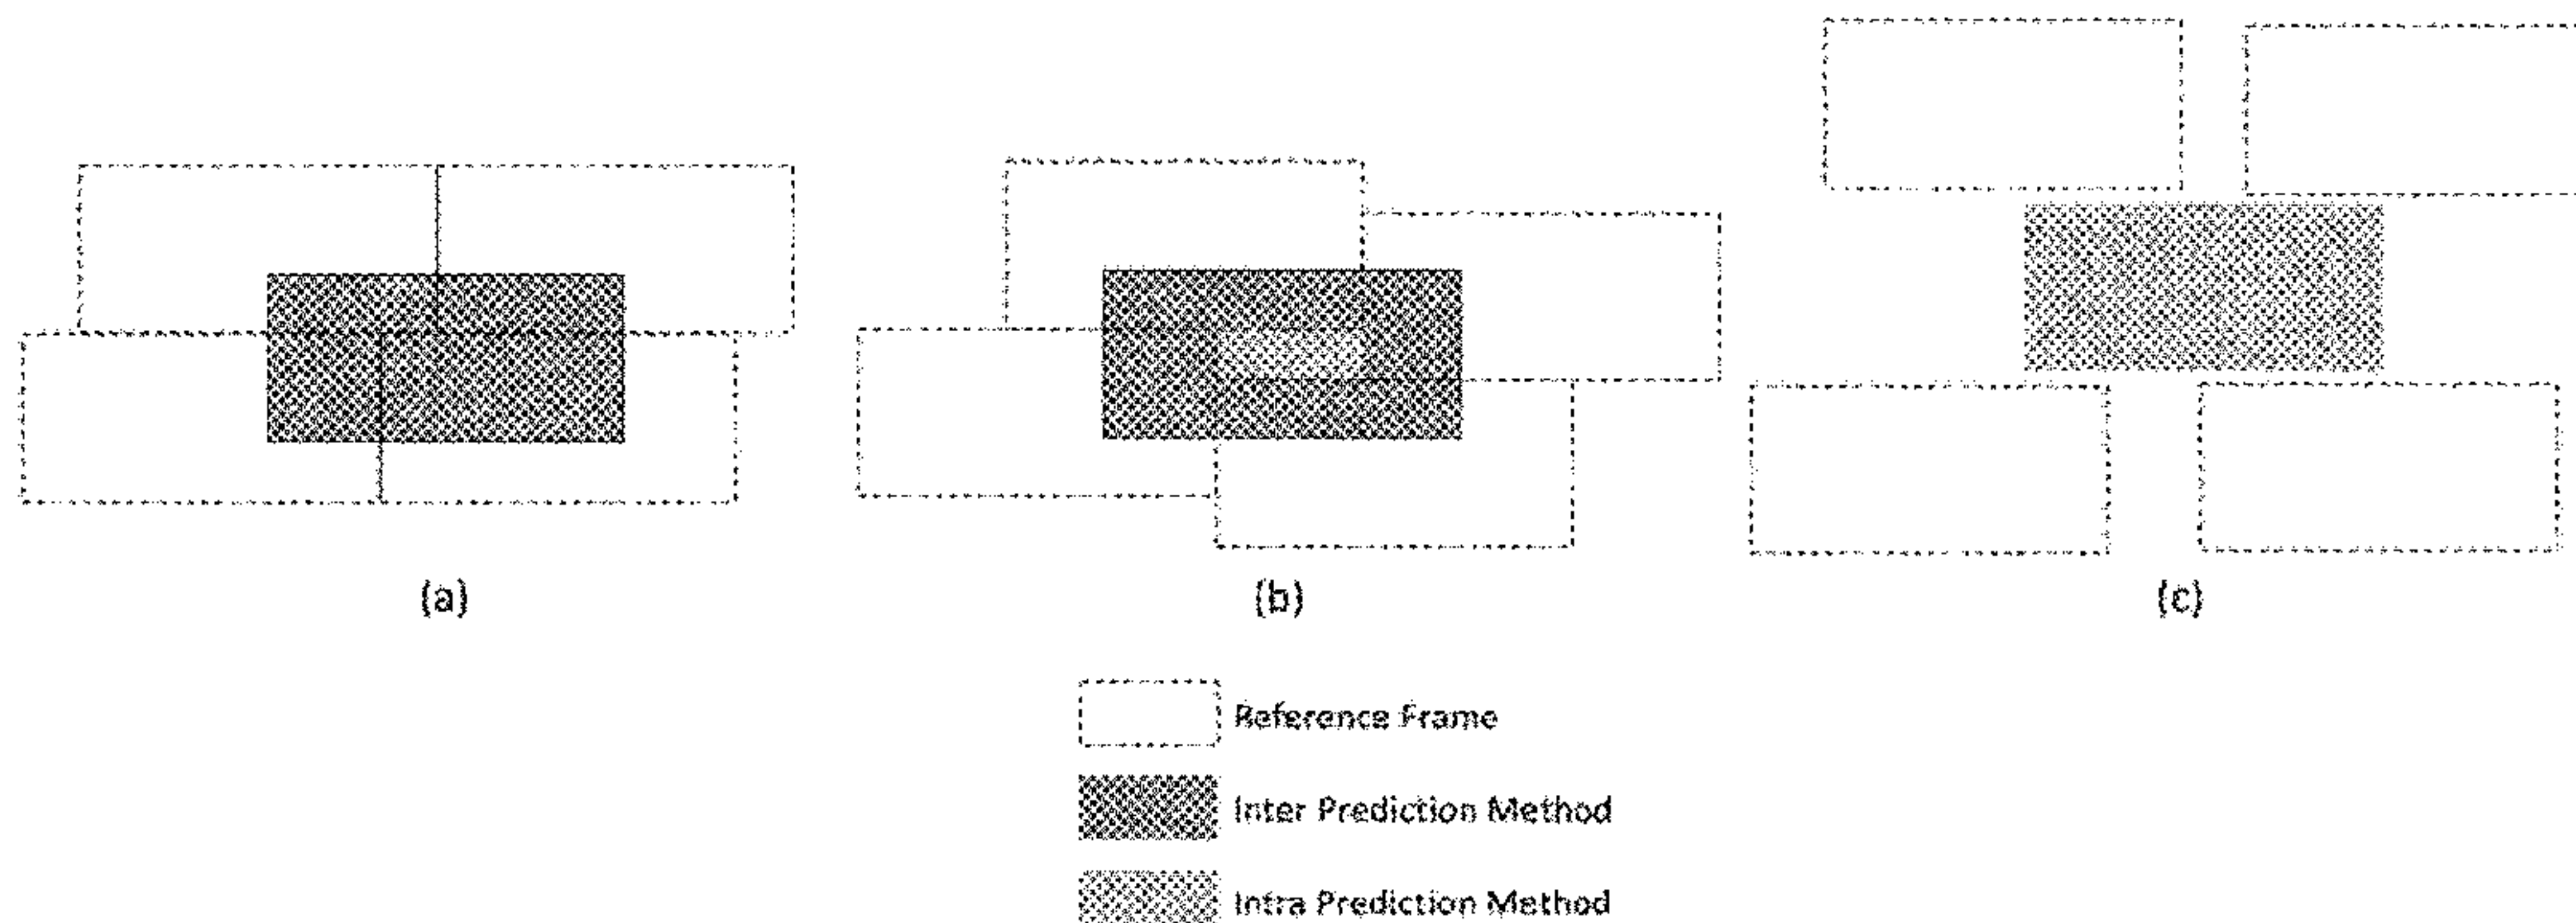 (a) (b) (c)
Reference Frame
Inter Prediction Method
Intra Prediction Method